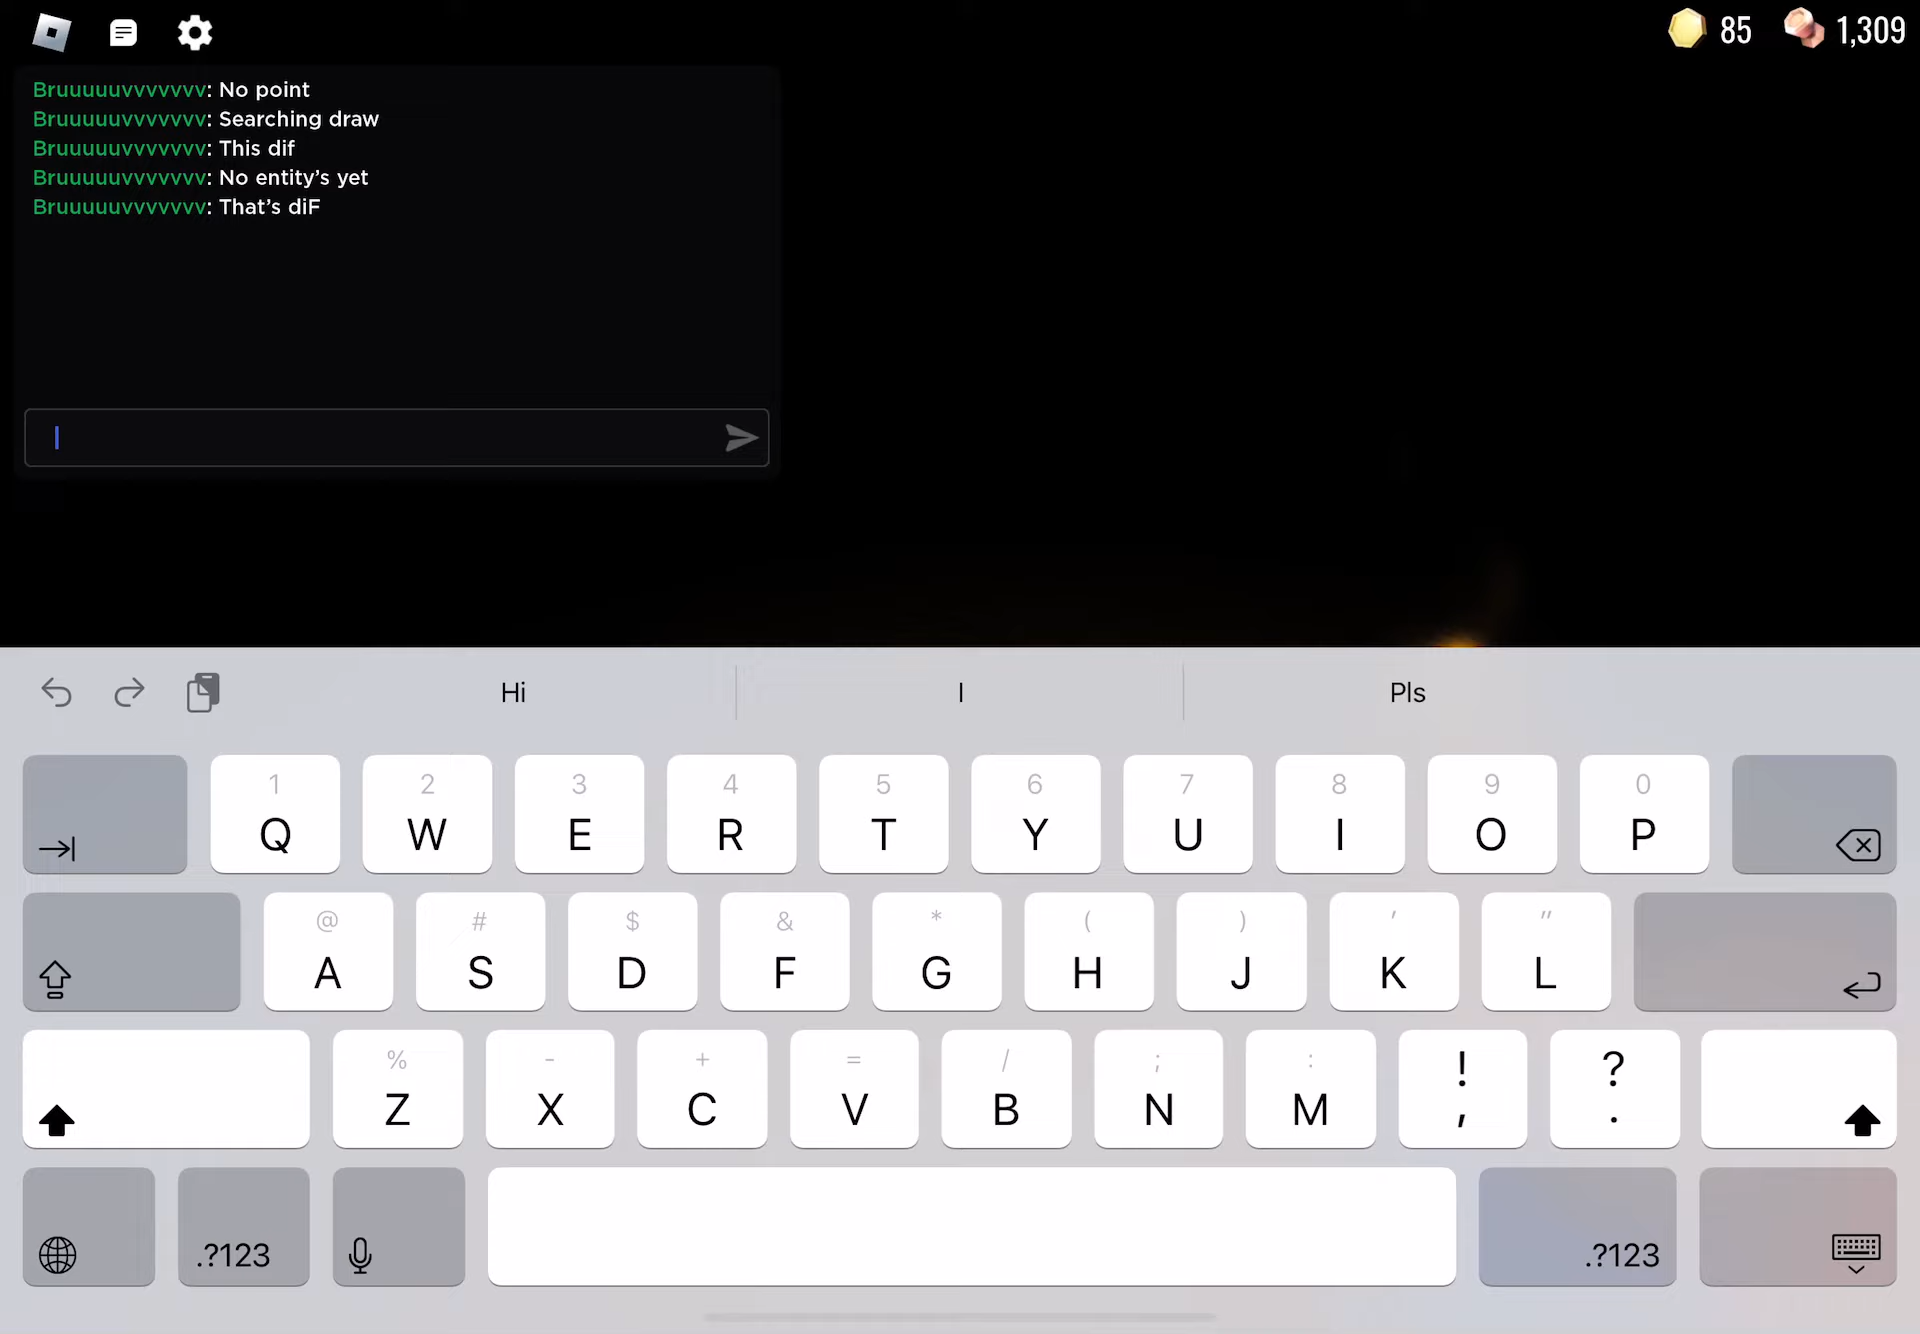 85 1,309
Bruuuuuvvvvvvv: No point
Bruuuuuvvvvvvv: Searching draw
Bruuuuuvvvvvvv: This dif
Bruuuuuvvvvvvv: No entity’s yet
Bruuuuuvvvvvvv: That’s diF
Hi I Pls
1 2 3 4 5 6 7 8 9 0
Q W E R T Y U I O P
@ # $ & * ( ) ' "
A S D F G H J K L
% - + = / ; : ! ?
Z X C V B N M , .
.?123 .?123